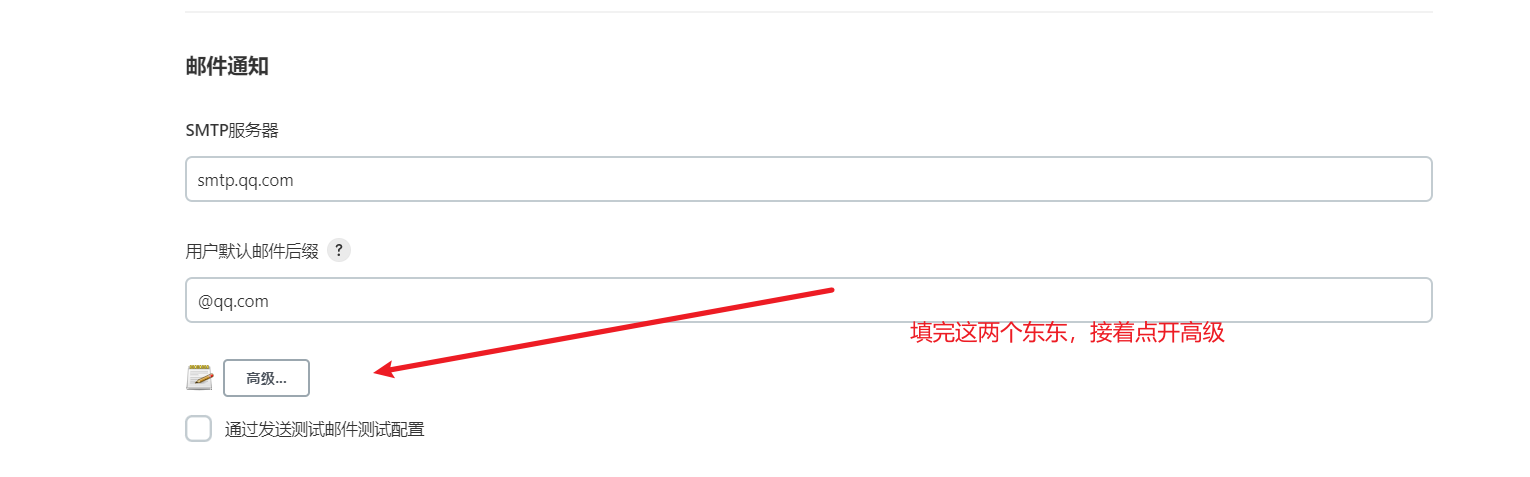 邮件通知
SMTP服务器
smtp.qq.com
用户默认邮件后缀 ?
@qq.com
填完这两个东东，接着点开高级
高级...
通过发送测试邮件测试配置